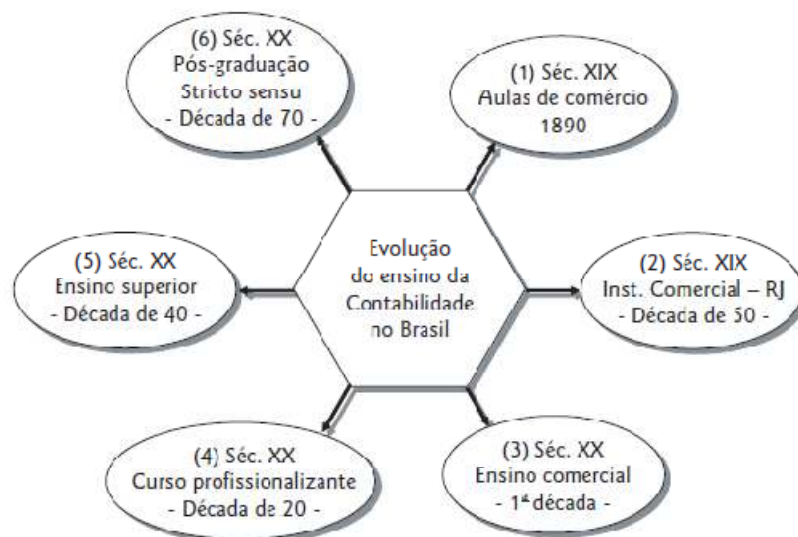 (6) Séc. XX
Pós-graduação
Stricto sensu
- Década de 70 -
(1) Séc. XIX
Aulas de comércio
1890
Evolução
do ensino da
Contabilidade
no Brasil
(5) Séc. XX
Ensino superior
- Década de 40 -
(2) Séc. XIX
Inst. Comercial – RJ
- Década de 50 -
(4) Séc. XX
Curso profissionalizante
- Década de 20 -
(3) Séc. XX
Ensino comercial
- 1ª década -